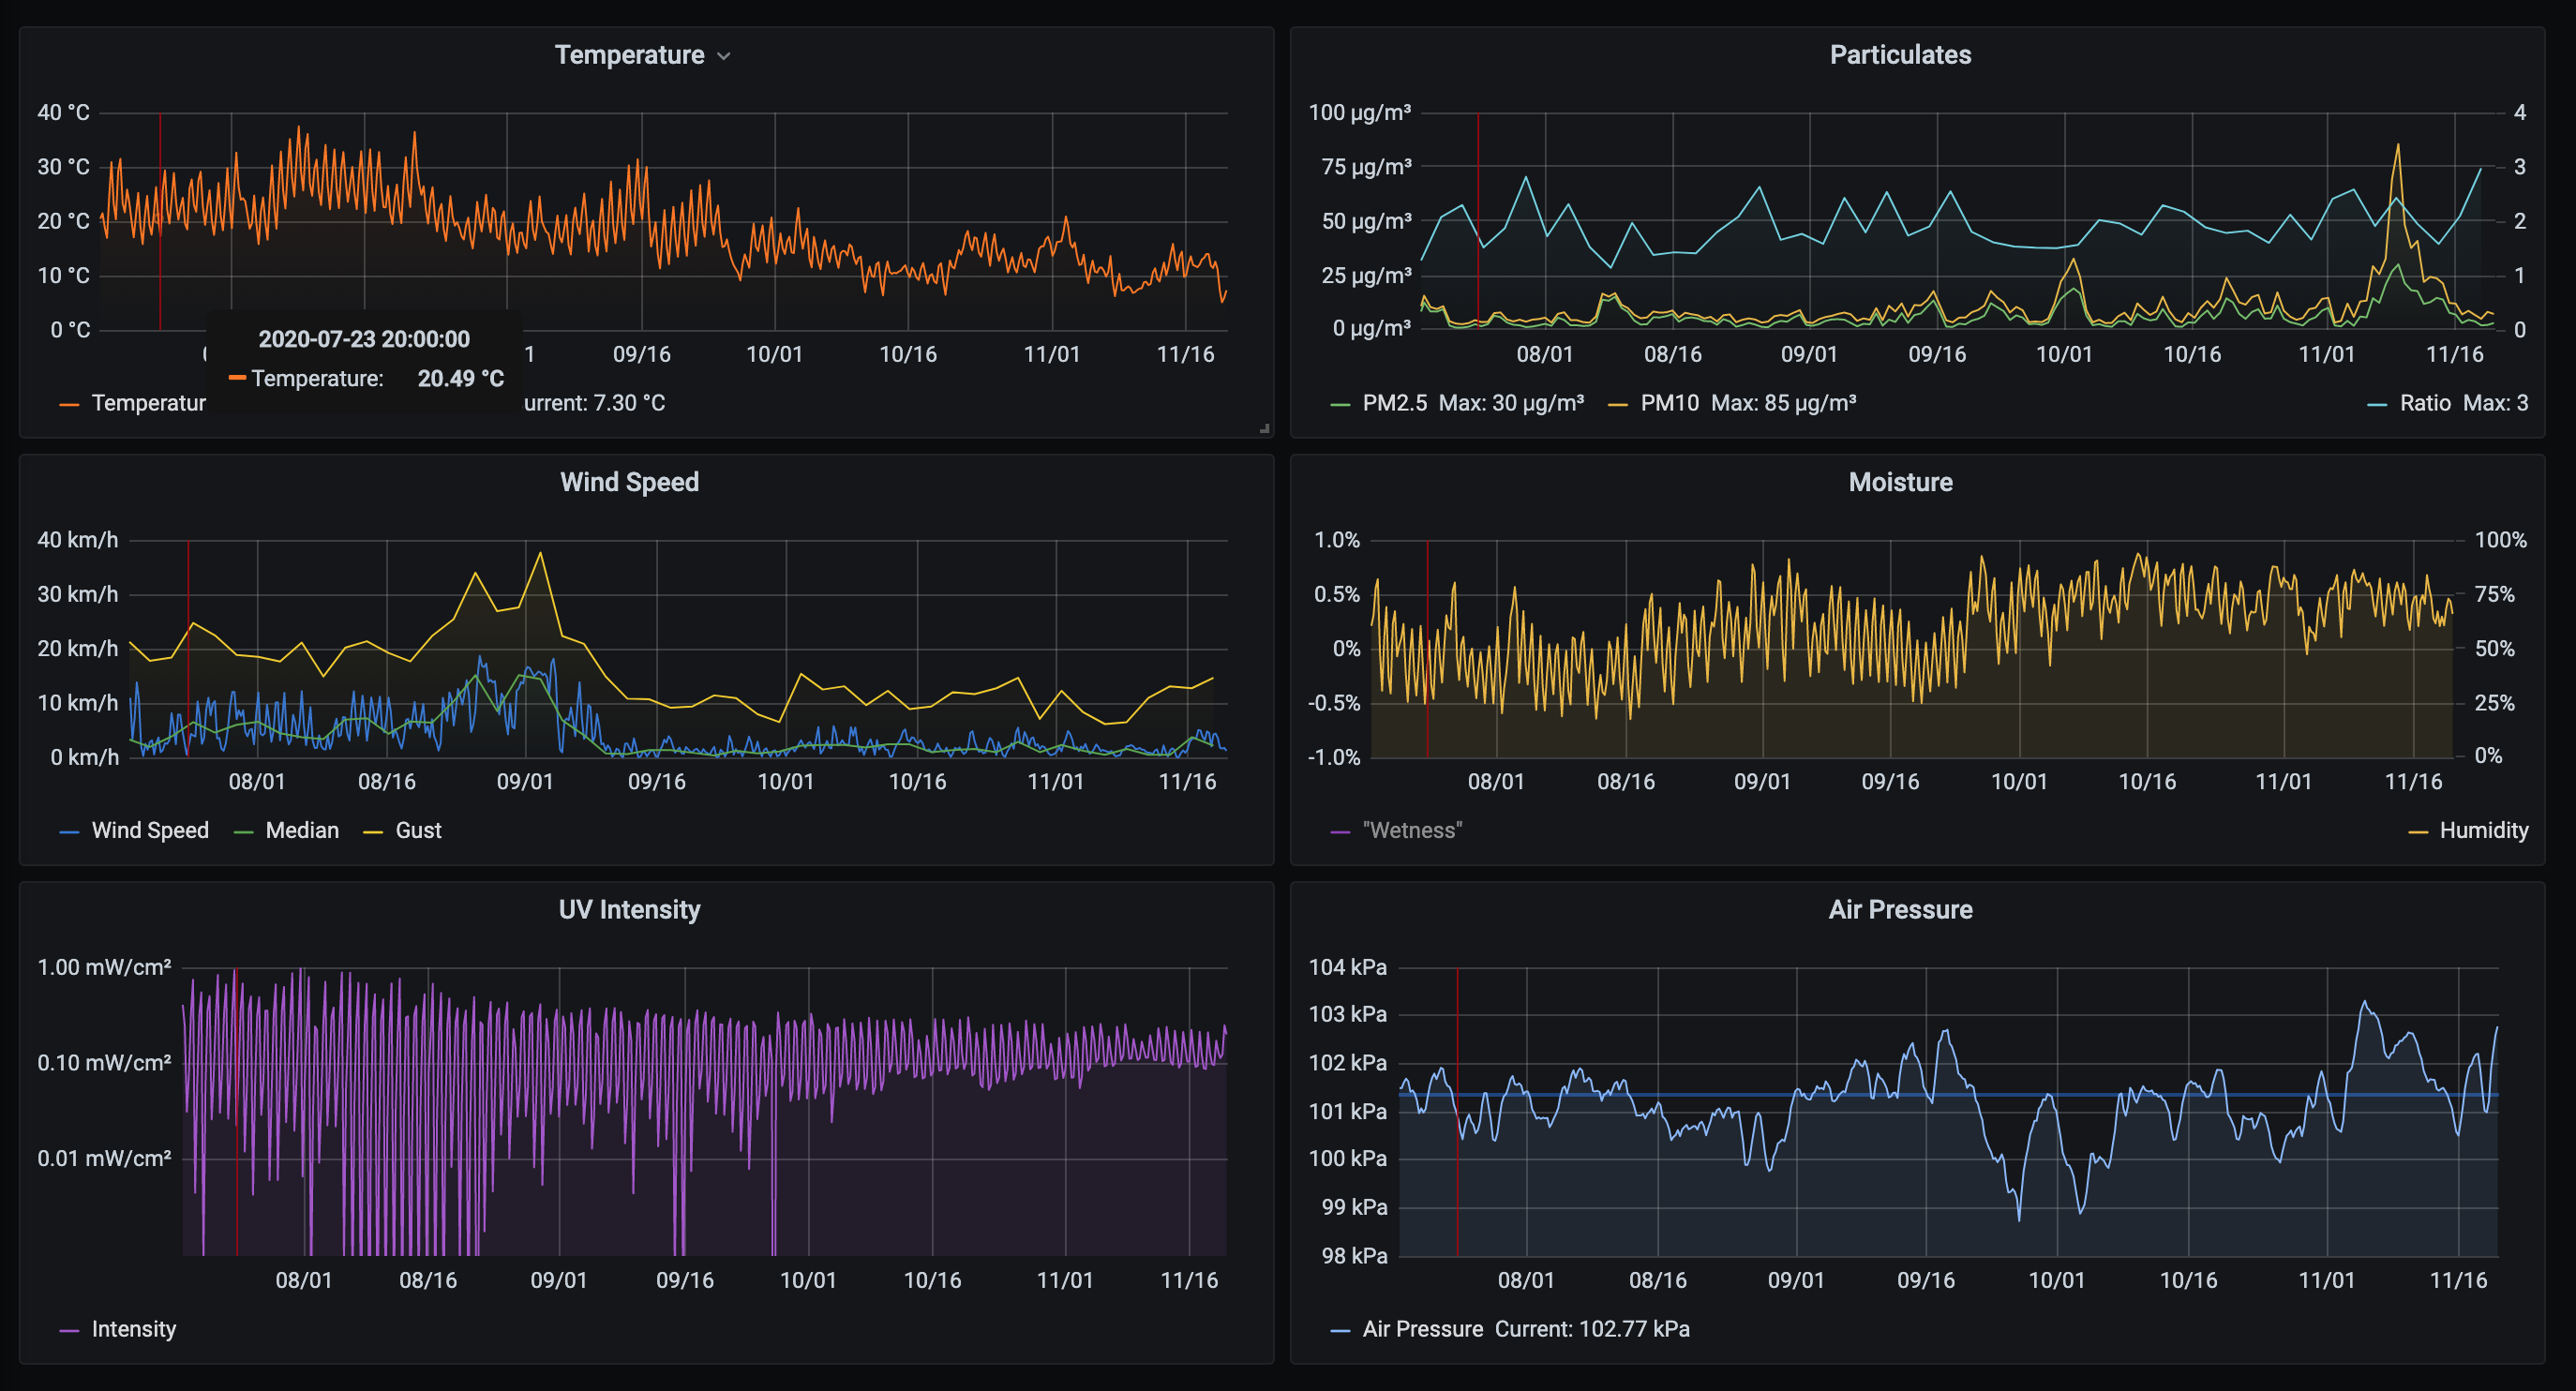 Temperature
40 °C
30 °C
20 °C
10 °C
0 °C
1 09/16 10/01 10/16 11/01 11/16
2020-07-23 20:00:00
Temperature: 20.49 °C
Temperatur urrent: 7.30 °C
Particulates
100 µg/m³ 4
75 µg/m³ 3
50 µg/m³ 2
25 µg/m³ 1
0 µg/m³ 0
08/01 08/16 09/01 09/16 10/01 10/16 11/01 11/16
PM2.5 Max: 30 µg/m³ PM10 Max: 85 µg/m³ Ratio Max: 3
Wind Speed
40 km/h
30 km/h
20 km/h
10 km/h
0 km/h
08/01 08/16 09/01 09/16 10/01 10/16 11/01 11/16
Wind Speed Median Gust
Moisture
1.0% 100%
0.5% 75%
0% 50%
-0.5% 25%
-1.0% 0%
08/01 08/16 09/01 09/16 10/01 10/16 11/01 11/16
"Wetness" Humidity
UV Intensity
1.00 mW/cm²
0.10 mW/cm²
0.01 mW/cm²
08/01 08/16 09/01 09/16 10/01 10/16 11/01 11/16
Intensity
Air Pressure
104 kPa
103 kPa
102 kPa
101 kPa
100 kPa
99 kPa
98 kPa
08/01 08/16 09/01 09/16 10/01 10/16 11/01 11/16
Air Pressure Current: 102.77 kPa